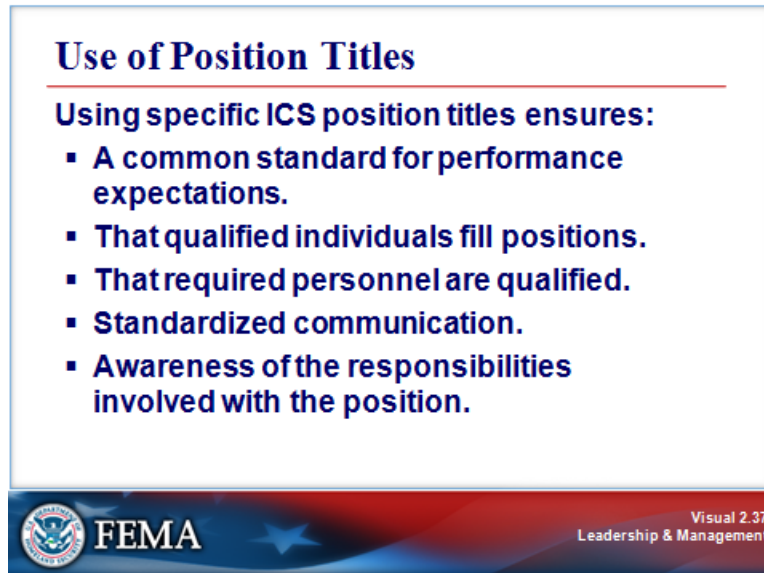 Use of Position Titles
Using specific ICS position titles ensures:
▪ A common standard for performance
expectations.
▪ That qualified individuals fill positions.
▪ That required personnel are qualified.
▪ Standardized communication.
▪ Awareness of the responsibilities
involved with the position.
FEMA
Visual 2.37
Leadership & Management